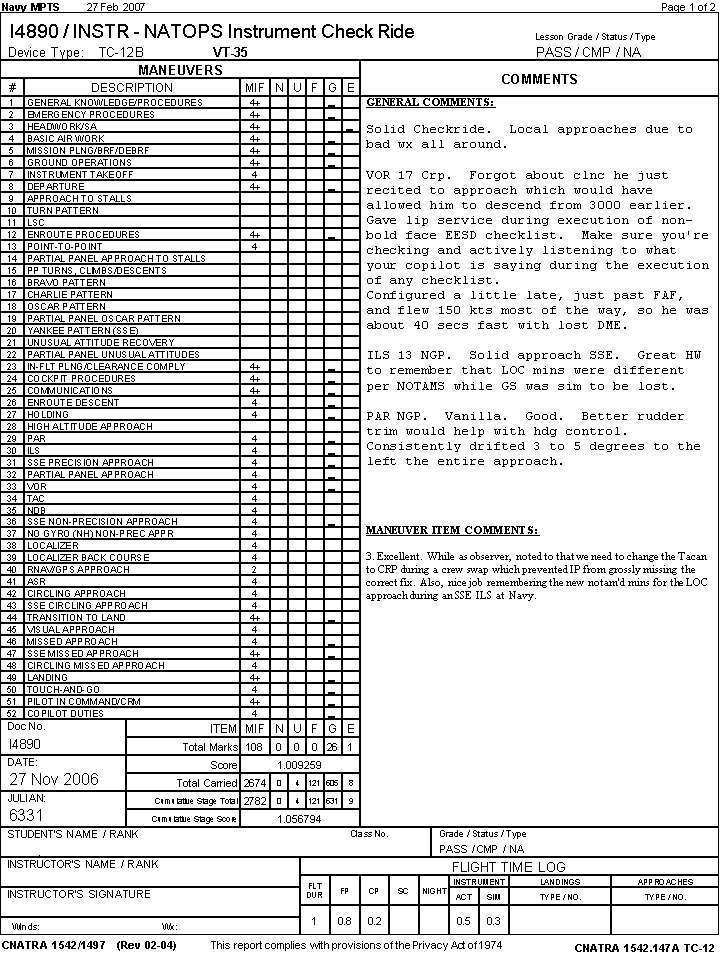 Navy MPTS 27 Feb 2007 Page 1 of 2
I4890 / INSTR - NATOPS Instrument Check Ride
Lesson Grade / Status / Type
Device Type: TC-12B VT-35 PASS / CMP / NA
MANEUVERS
# DESCRIPTION MIF N U F G E
1 GENERAL KNOWLEDGE/PROCEDURES 4+
2 EMERGENCY PROCEDURES 4+
3 HEADWORK/SA 4+
4 BASIC AIR WORK 4+
5 MISSION PLNG/BRF/DEBRF 4+
6 GROUND OPERATIONS 4+
7 INSTRUMENT TAKEOFF 4
8 DEPARTURE 4+
9 APPROACH TO STALLS
10 TURN PATTERN
11 LSC
12 ENROUTE PROCEDURES 4+
13 POINT-TO-POINT 4
14 PARTIAL PANEL APPROACH TO STALLS
15 PP TURNS, CLIMBS/DESCENTS
16 BRAVO PATTERN
17 CHARLIE PATTERN
18 OSCAR PATTERN
19 PARTIAL PANEL OSCAR PATTERN
20 YANKEE PATTERN (SSE)
21 UNUSUAL ATTITUDE RECOVERY
22 PARTIAL PANEL UNUSUAL ATTITUDES
23 IN-FLT PLNG/CLEARANCE COMPLY 4+
24 COCKPIT PROCEDURES 4+
25 COMMUNICATIONS 4+
26 ENROUTE DESCENT 4
27 HOLDING 4
28 HIGH ALTITUDE APPROACH
29 PAR 4
30 ILS 4
31 SSE PRECISION APPROACH 4
32 PARTIAL PANEL APPROACH 4
33 VOR 4
34 TAC 4
35 NDB 4
36 SSE NON-PRECISION APPROACH 4
37 NO GYRO (NH) NON-PREC APPR 4
38 LOCALIZER 4
39 LOCALIZER BACK COURSE 4
40 RNAV/GPS APPROACH 2
41 ASR 4
42 CIRCLING APPROACH 4
43 SSE CIRCLING APPROACH 4
44 TRANSITION TO LAND 4+
45 VISUAL APPROACH 4
46 MISSED APPROACH 4
47 SSE MISSED APPROACH 4+
48 CIRCLING MISSED APPROACH 4
49 LANDING 4+
50 TOUCH-AND-GO 4
51 PILOT IN COMMAND/CRM 4+
52 COPILOT DUTIES 4
COMMENTS
GENERAL COMMENTS:
Solid Checkride. Local approaches due to
bad wx all around.
VOR 17 Crp. Forgot about clnc he just
recited to approach which would have
allowed him to descend from 3000 earlier.
Gave lip service during execution of non-
bold face EESD checklist. Make sure you're
checking and actively listening to what
your copilot is saying during the execution
of any checklist.
Configured a little late, just past FAF,
and flew 150 kts most of the way, so he was
about 40 secs fast with lost DME.
ILS 13 NGP. Solid approach SSE. Great HW
to remember that LOC mins were different
per NOTAMS while GS was sim to be lost.
PAR NGP. Vanilla. Good. Better rudder
trim would help with hdg control.
Consistently drifted 3 to 5 degrees to the
left the entire approach.
MANEUVER ITEM COMMENTS:
3. Excellent. While as observer, noted to that we need to change the Tacan
to CRP during a crew swap which prevented IP from grossly missing the
correct fix. Also, nice job remembering the new notam'd mins for the LOC
approach during an SSE ILS at Navy.
Doc No.
I4890
DATE:
27 Nov 2006
JULIAN:
6331
ITEM MIF N U F G E
Total Marks 108 0 0 0 26 1
Score 1.009259
Total Carried 2674 0 4 121 605 8
Cumulative Stage Total 2782 0 4 121 631 9
Cumulative Stage Score 1.056794
STUDENT'S NAME / RANK Class No. Grade / Status / Type
PASS / CMP / NA
INSTRUCTOR'S NAME / RANK
INSTRUCTOR'S SIGNATURE
Winds: Wx:
FLIGHT TIME LOG
FLT DUR FP CP SC NIGHT INSTRUMENT LANDINGS APPROACHES
ACT SIM TYPE / NO. TYPE / NO.
1 0.8 0.2 0.5 0.3
CNATRA 1542/1497 (Rev 02-04) This report complies with provisions of the Privacy Act of 1974 CNATRA 1542.147A TC-12